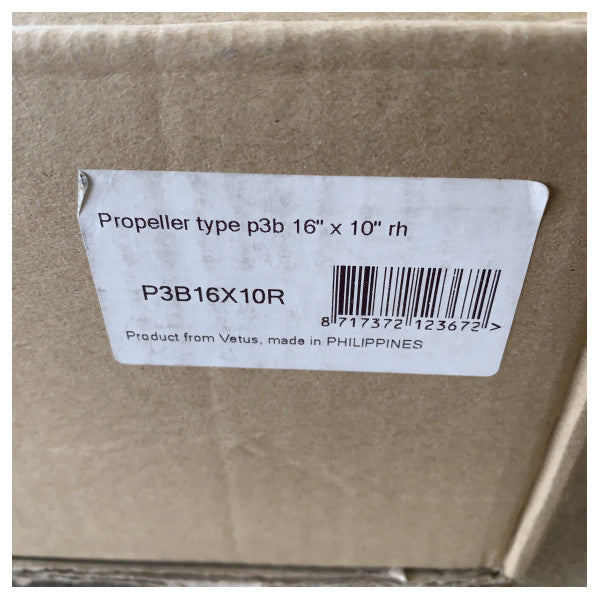 Propeller type p3b 16" x 10" rh
P3B16X10R
8 717372 123672 >
Product from Vetus, made in PHILIPPINES